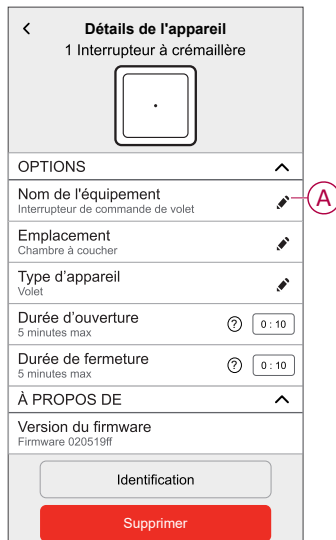 Détails de l'appareil
1 Interrupteur à crémaillère
OPTIONS
Nom de l'équipement
Interrupteur de commande de volet
A
Emplacement
Chambre à coucher
Type d'appareil
Volet
Durée d'ouverture
5 minutes max
? 0 : 10
Durée de fermeture
5 minutes max
? 0 : 10
À PROPOS DE
Version du firmware
Firmware 020519ff
Identification
Supprimer